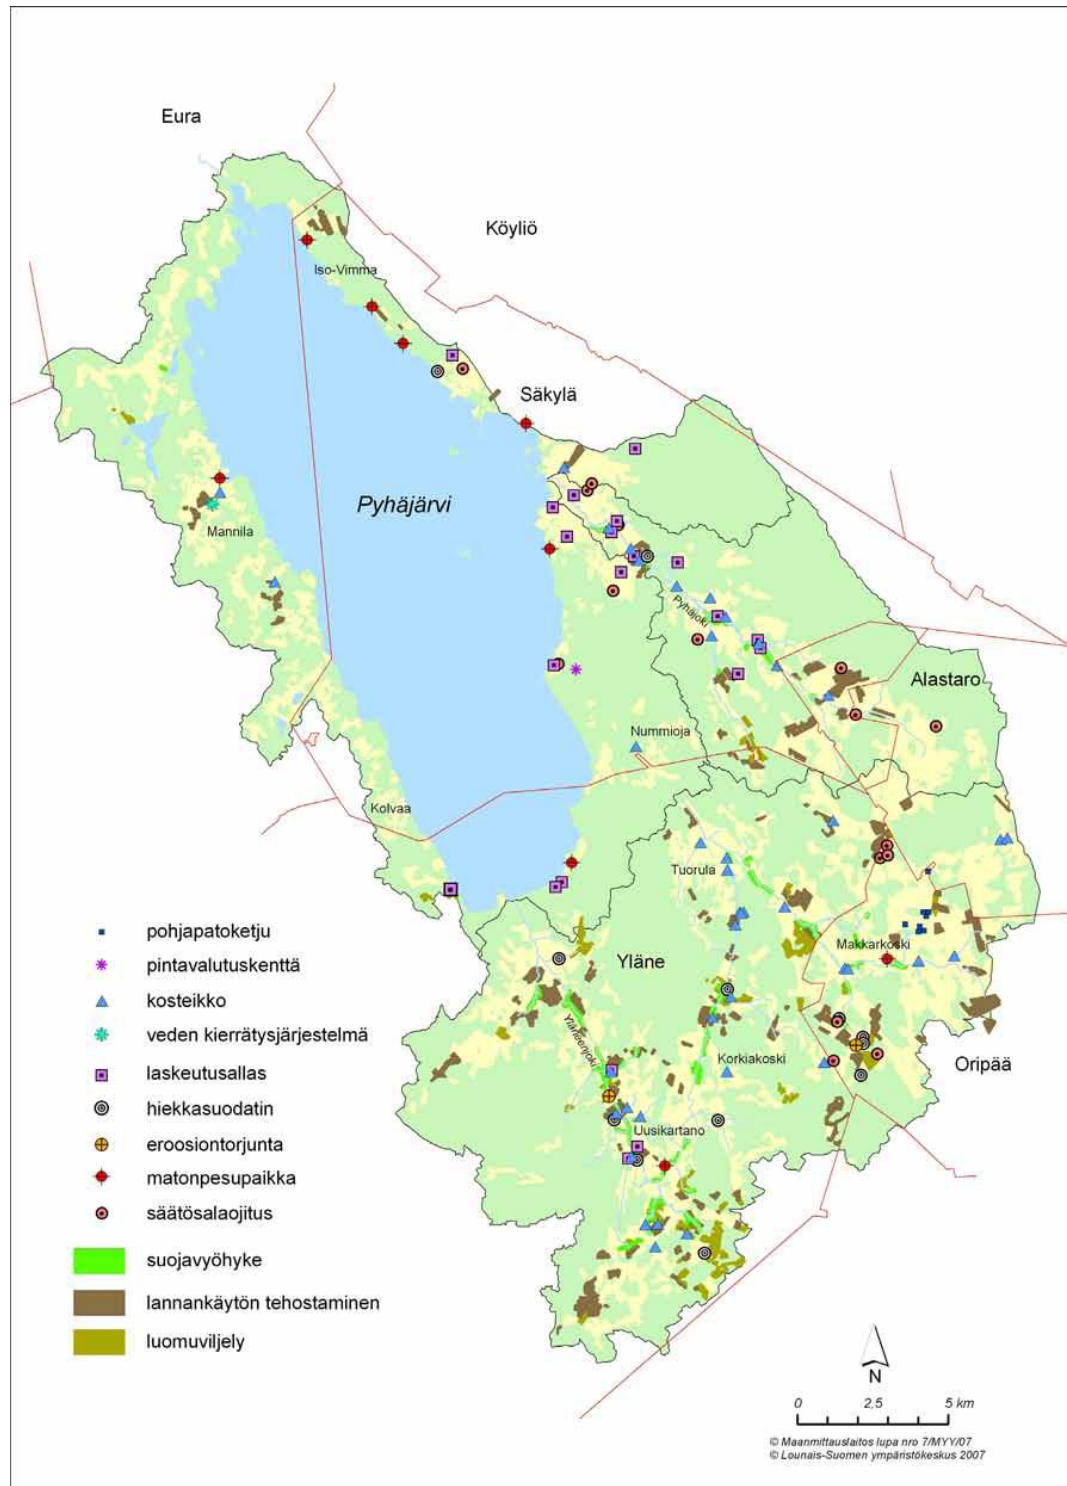 Eura
Köyliö
Iso-Vimma
Säkylä
Pyhäjärvi
Mannila
Pyhäjoki
Alastaro
Nummioja
Kolvaa
Tuorula
Makkarkoski
Yläne
Yläneenjoki
Korkiakoski
Oripää
Uusikartano
pohjapatoketju
pintavalutuskenttä
kosteikko
veden kierrätysjärjestelmä
laskeutusallas
hiekkasuodatin
eroosiontorjunta
matonpesupaikka
säätösalaojitus
suojavyöhyke
lannankäytön tehostaminen
luomuviljely
N
0 2,5 5 km
© Maanmittauslaitos lupa nro 7/MYY/07
© Lounais-Suomen ympäristökeskus 2007